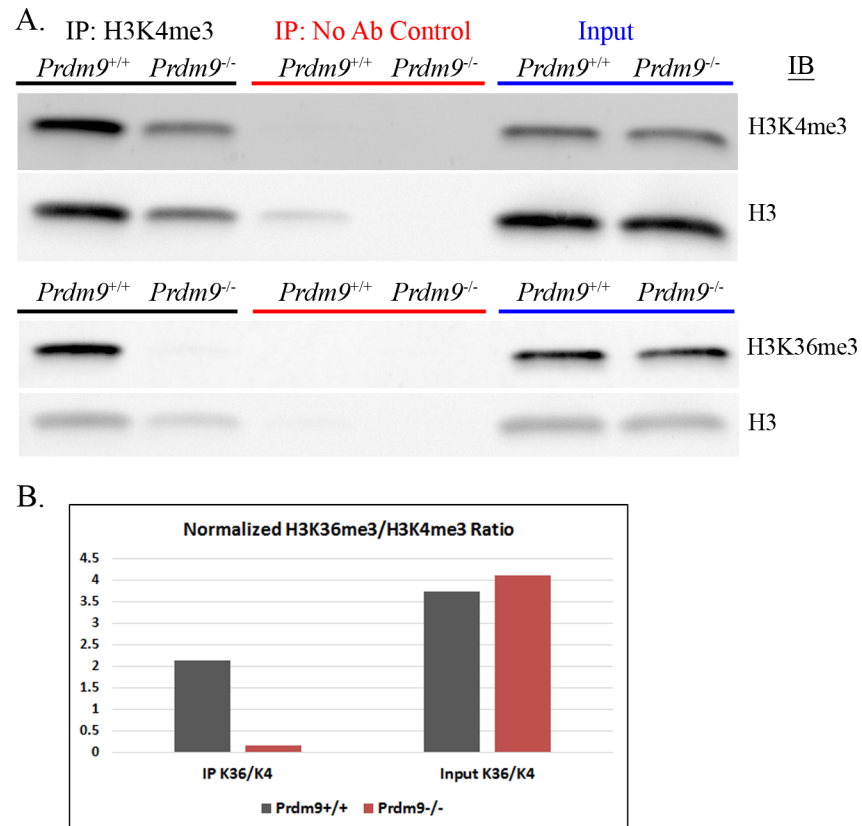 A.
IP: H3K4me3 IP: No Ab Control Input
Prdm9+/+ Prdm9-/- Prdm9+/+ Prdm9-/- Prdm9+/+ Prdm9-/- IB
H3K4me3
H3
Prdm9+/+ Prdm9-/- Prdm9+/+ Prdm9-/- Prdm9+/+ Prdm9-/-
H3K36me3
H3
B.
Normalized H3K36me3/H3K4me3 Ratio
4.5
4
3.5
3
2.5
2
1.5
1
0.5
0
IP K36/K4 Input K36/K4
Prdm9+/+ Prdm9-/-